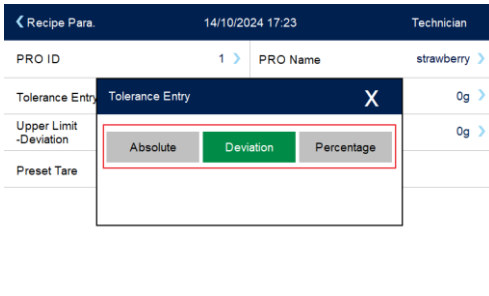 Recipe Para. 14/10/2024 17:23 Technician
PRO ID 1 PRO Name strawberry
Tolerance Entry 0g
Tolerance Entry X
Upper Limit
-Deviation 0g
Absolute Deviation Percentage
Preset Tare